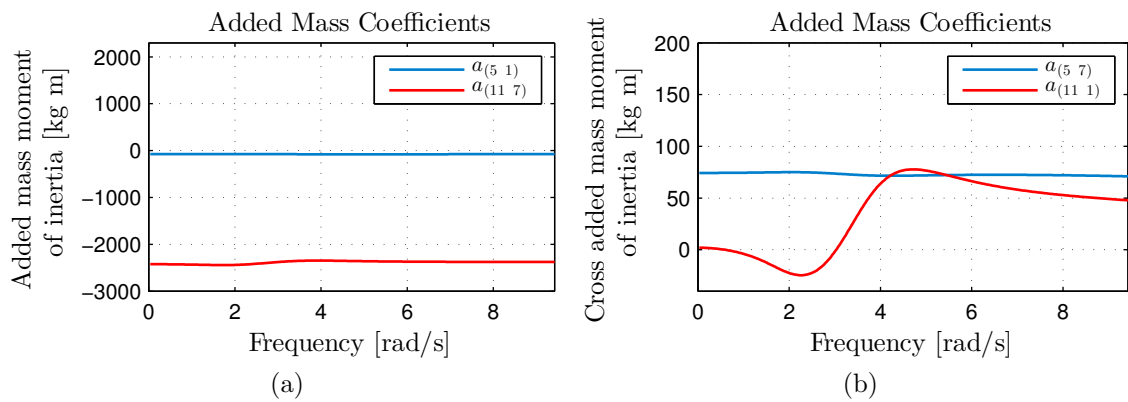 Added Mass Coefficients
Added mass moment
of inertia [kg m]
2000
1000
0
−1000
−2000
−3000
a(5 1)
a(11 7)
0 2 4 6 8
Frequency [rad/s]
(a)
Added Mass Coefficients
Cross added mass moment
of inertia [kg m]
200
150
100
50
0
a(5 7)
a(11 1)
0 2 4 6 8
Frequency [rad/s]
(b)